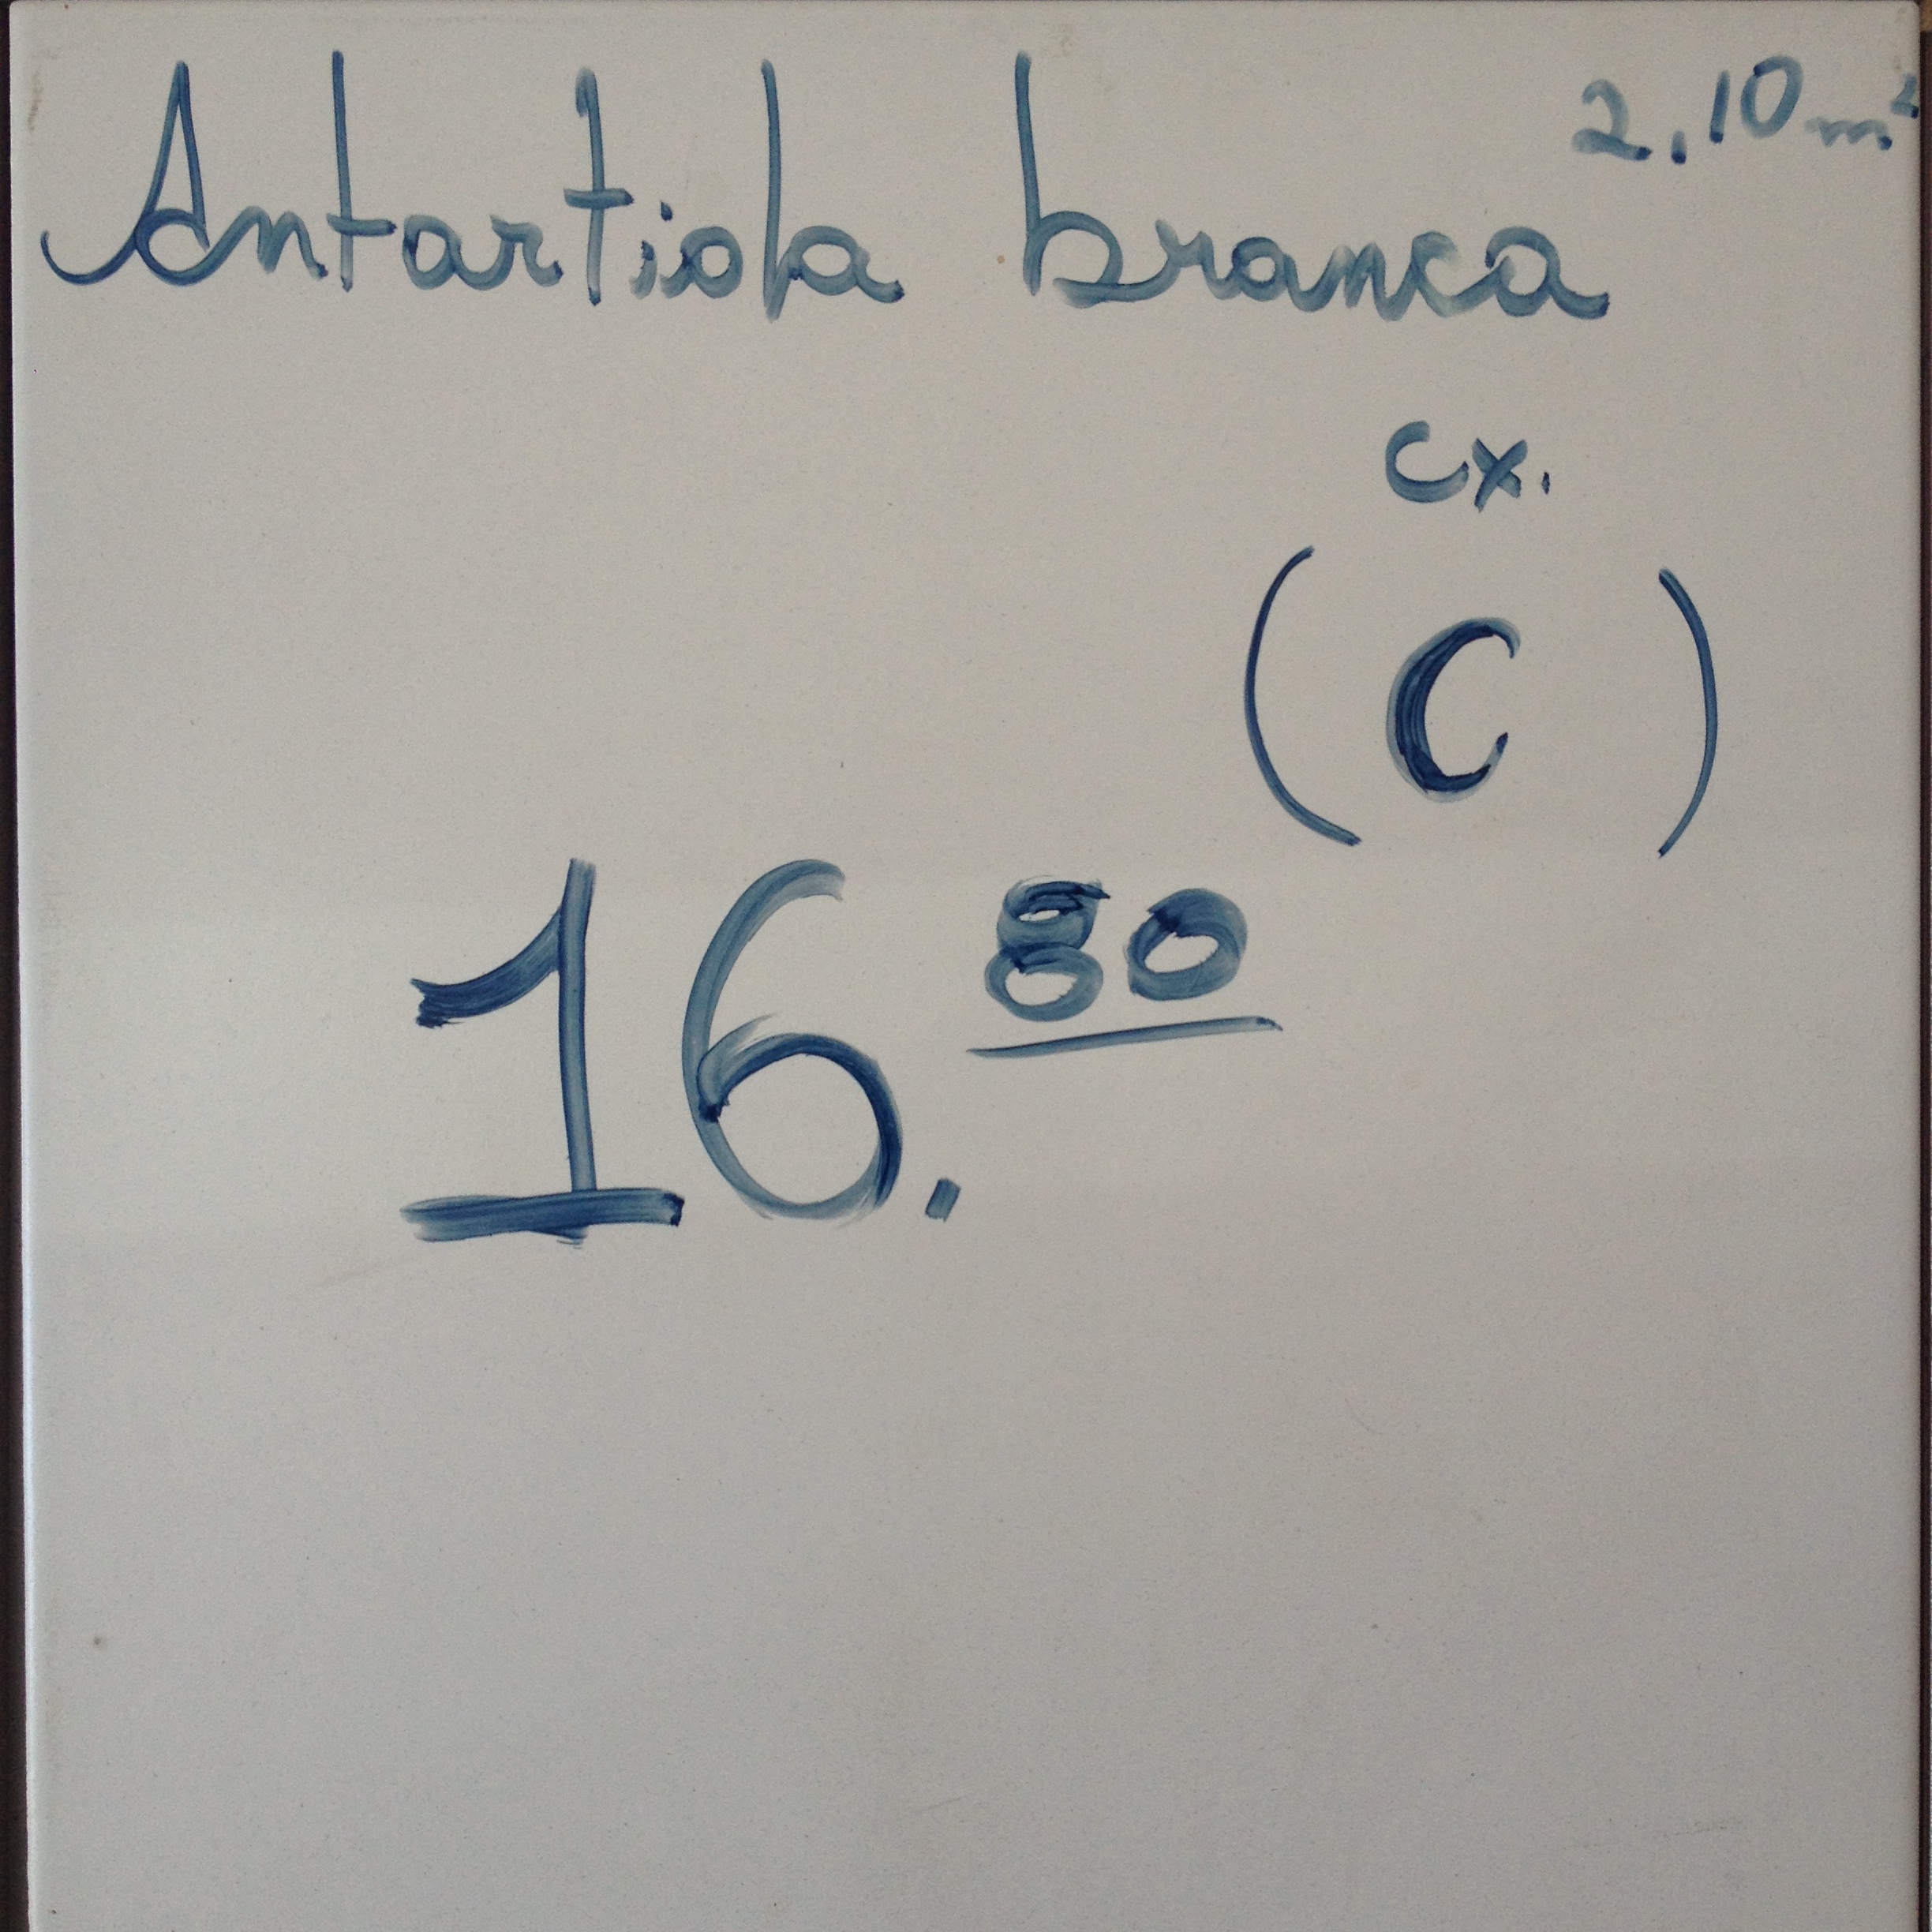 2,10 m²
Antartida branca
cx.
(C)
16.80